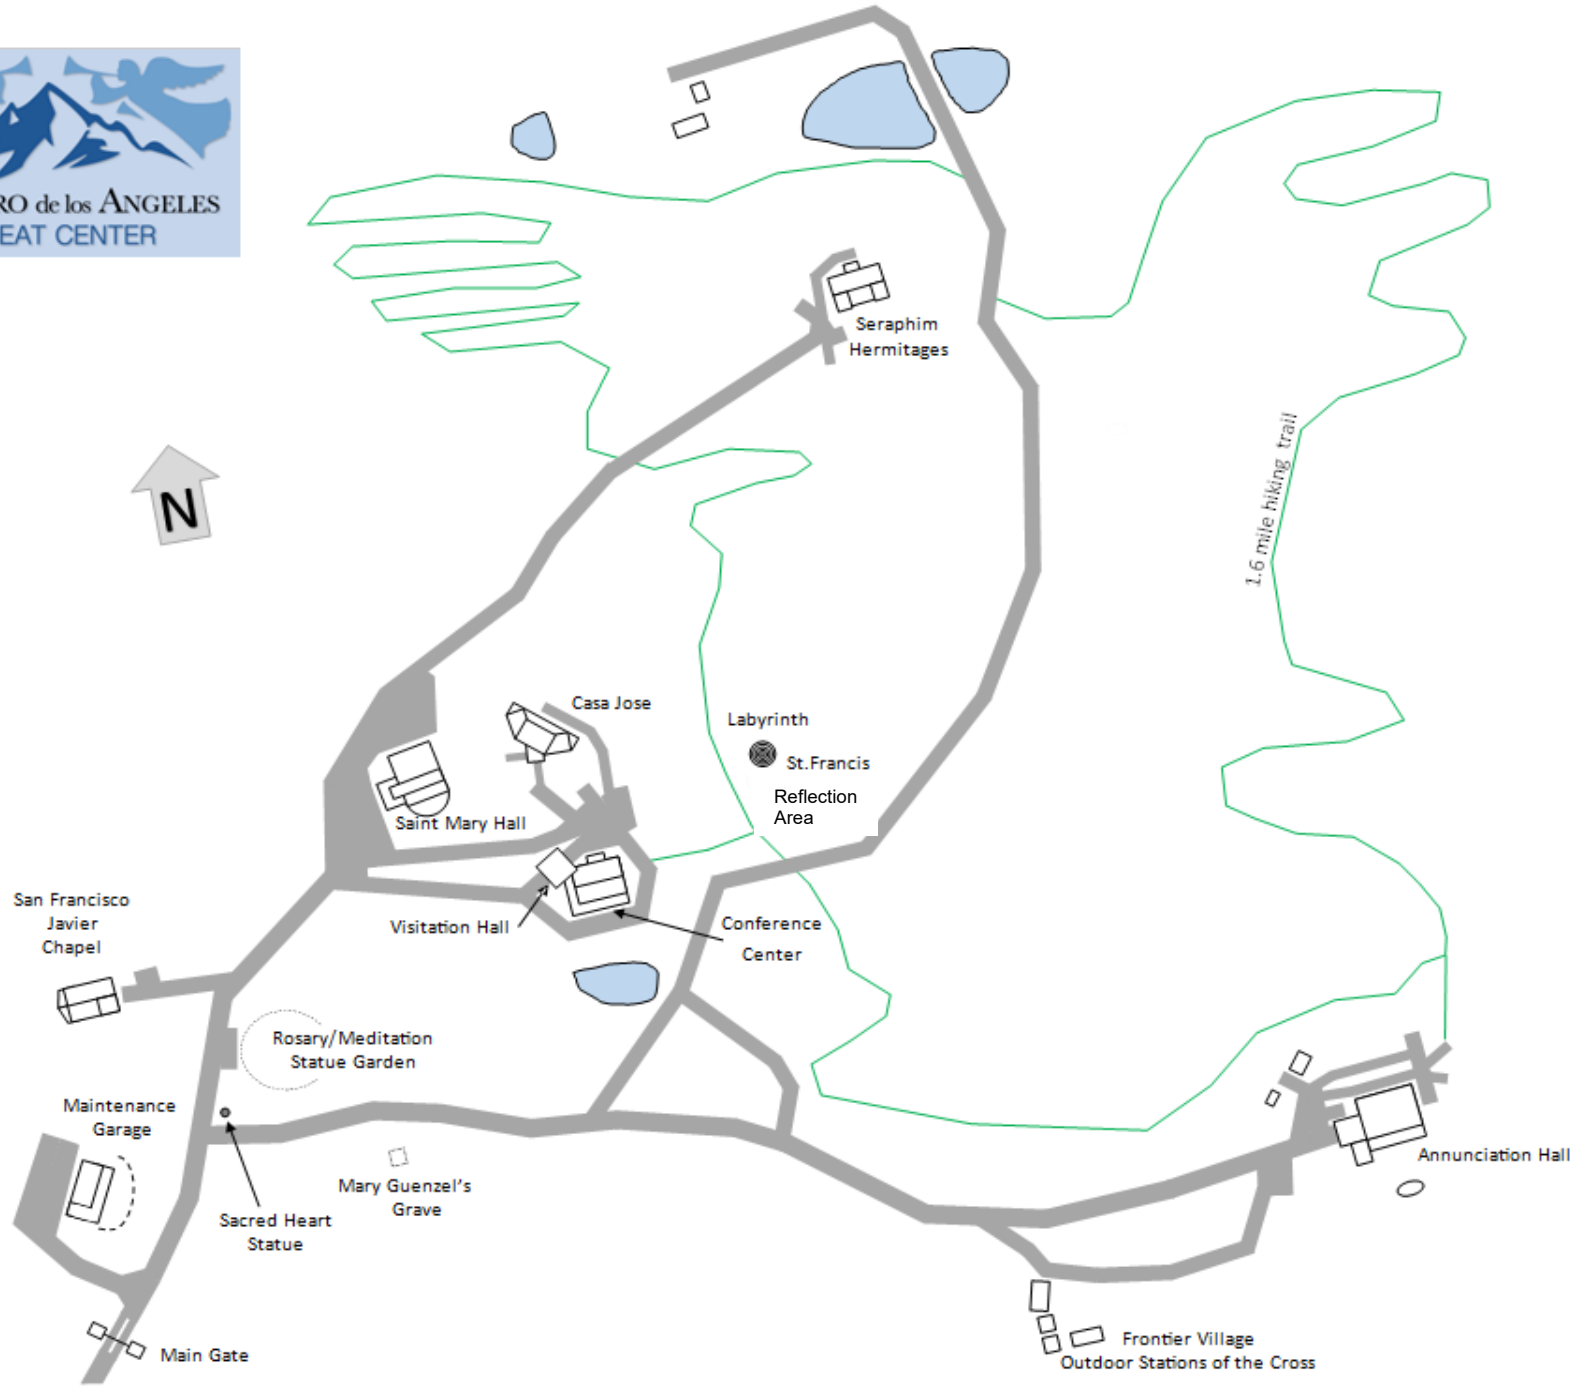 RO de los ANGELES
EAT CENTER
Seraphim
Hermitages
N
1.6 mile hiking trail
Casa Jose
Labyrinth
St.Francis
Reflection
Area
Saint Mary Hall
San Francisco
Javier
Chapel
Visitation Hall
Conference
Center
Rosary/Meditation
Statue Garden
Maintenance
Garage
Mary Guenzel's
Grave
Sacred Heart
Statue
Annunciation Hall
Main Gate
Frontier Village
Outdoor Stations of the Cross